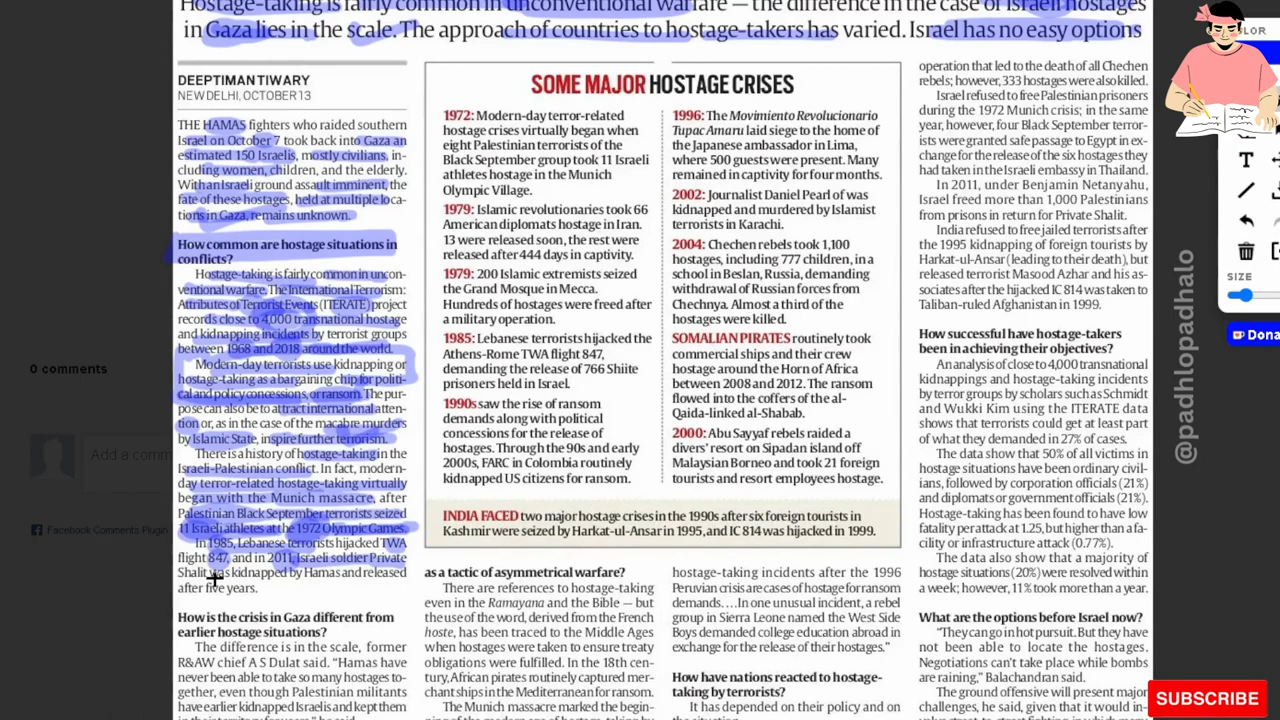 Hostage-taking is fairly common in unconventional warfare — the difference in the case of Israeli hostages
in Gaza lies in the scale. The approach of countries to hostage-takers has varied. Israel has no easy options
DEEPTIMAN TIWARY
NEW DELHI, OCTOBER 13
THE HAMAS fighters who raided southern
Israel on October 7 took back into Gaza an
estimated 150 Israelis, mostly civilians, in-
cluding women, children, and the elderly.
With an Israeli ground assault imminent, the
fate of these hostages, held at multiple loca-
tions in Gaza, remains unknown.
How common are hostage situations in
conflicts?
Hostage-taking is fairly common in uncon-
ventional warfare. The International Terrorism:
Attributes of Terrorist Events (ITERATE) project
records close to 4,000 transnational hostage
and kidnapping incidents by terrorist groups
between 1968 and 2018 around the world.
Modern-day terrorists use kidnapping or
hostage-taking as a bargaining chip for politi-
cal and policy concessions, or ransom. The pur-
pose can also be to attract international atten-
tion or, as in the case of the macabre murders
by Islamic State, inspire further terrorism.
There is a history of hostage-taking in the
Israeli-Palestinian conflict. In fact, modern-
day terror-related hostage-taking virtually
began with the Munich massacre, after
Palestinian Black September terrorists seized
11 Israeli athletes at the 1972 Olympic Games.
In 1985, Lebanese terrorists hijacked TWA
flight 847, and in 2011, Israeli soldier Private
Shalit was kidnapped by Hamas and released
after five years.
How is the crisis in Gaza different from
earlier hostage situations?
The difference is in the scale, former
R&AW chief A S Dulat said. "Hamas have
never been able to take so many hostages to-
gether, even though Palestinian militants
have earlier kidnapped Israelis and kept them
in their territory for years," he said.
SOME MAJOR HOSTAGE CRISES
1972: Modern-day terror-related
hostage crises virtually began when
eight Palestinian terrorists of the
Black September group took 11 Israeli
athletes hostage in the Munich
Olympic Village.
1979: Islamic revolutionaries took 66
American diplomats hostage in Iran.
13 were released soon, the rest were
released after 444 days in captivity.
1979: 200 Islamic extremists seized
the Grand Mosque in Mecca.
Hundreds of hostages were freed after
a military operation.
1985: Lebanese terrorists hijacked the
Athens-Rome TWA flight 847,
demanding the release of 766 Shiite
prisoners held in Israel.
1990s saw the rise of ransom
demands along with political
concessions for the release of
hostages. Through the 90s and early
2000s, FARC in Colombia routinely
kidnapped US citizens for ransom.
1996: The Movimiento Revolucionario
Tupac Amaru laid siege to the home of
the Japanese ambassador in Lima,
where 500 guests were present. Many
remained in captivity for four months.
2002: Journalist Daniel Pearl of was
kidnapped and murdered by Islamist
terrorists in Karachi.
2004: Chechen rebels took 1,100
hostages, including 777 children, in a
school in Beslan, Russia, demanding
withdrawal of Russian forces from
Chechnya. Almost a third of the
hostages were killed.
SOMALIAN PIRATES routinely took
commercial ships and their crew
hostage around the Horn of Africa
between 2008 and 2012. The ransom
flowed into the coffers of the al-
Qaida-linked al-Shabab.
2000: Abu Sayyaf rebels raided a
divers' resort on Sipadan island off
Malaysian Borneo and took 21 foreign
tourists and resort employees hostage.
INDIA FACED two major hostage crises in the 1990s after six foreign tourists in
Kashmir were seized by Harkat-ul-Ansar in 1995, and IC 814 was hijacked in 1999.
as a tactic of asymmetrical warfare?
There are references to hostage-taking
even in the Ramayana and the Bible — but
the use of the word, derived from the French
hoste, has been traced to the Middle Ages
when hostages were taken to ensure treaty
obligations were fulfilled. In the 18th cen-
tury, African pirates routinely captured mer-
chant ships in the Mediterranean for ransom.
The Munich massacre marked the begin-
ning of the modern age of hostage-taking by
hostage-taking incidents after the 1996
Peruvian crisis are cases of hostage for ransom
demands....In one unusual incident, a rebel
group in Sierra Leone named the West Side
Boys demanded college education abroad in
exchange for the release of their hostages."
How have nations reacted to hostage-
taking by terrorists?
It has depended on their policy and on
the situation.
operation that led to the death of all Chechen
rebels; however, 333 hostages were also killed.
Israel refused to free Palestinian prisoners
during the 1972 Munich crisis; in the same
year, however, four Black September terror-
ists were granted safe passage to Egypt in ex-
change for the release of the six hostages they
had taken in the Israeli embassy in Thailand.
In 2011, under Benjamin Netanyahu,
Israel freed more than 1,000 Palestinians
from prisons in return for Private Shalit.
India refused to free jailed terrorists after
the 1995 kidnapping of foreign tourists by
Harkat-ul-Ansar (leading to their death), but
released terrorist Masood Azhar and his as-
sociates after the hijacked IC 814 was taken to
Taliban-ruled Afghanistan in 1999.
How successful have hostage-takers
been in achieving their objectives?
An analysis of close to 4,000 transnational
kidnappings and hostage-taking incidents
by terror groups by scholars such as Schmidt
and Wukki Kim using the ITERATE data
shows that terrorists could get at least part
of what they demanded in 27% of cases.
The data show that 50% of all victims in
hostage situations have been ordinary civil-
ians, followed by corporation officials (21%)
and diplomats or government officials (21%).
Hostage-taking has been found to have low
fatality per attack at 1.25, but higher than a fa-
cility or infrastructure attack (0.77%).
The data also show that a majority of
hostage situations (20%) were resolved within
a week; however, 11% took more than a year.
What are the options before Israel now?
"They can go in hot pursuit. But they have
not been able to locate the hostages.
Negotiations can't take place while bombs
are raining," Balachandran said.
The ground offensive will present major
challenges, he said, given that it would in-
0 comments
Add a comm
Facebook Comments Plugin
@padhlopadhalo
LOR
T
SIZE
Dona
SUBSCRIBE